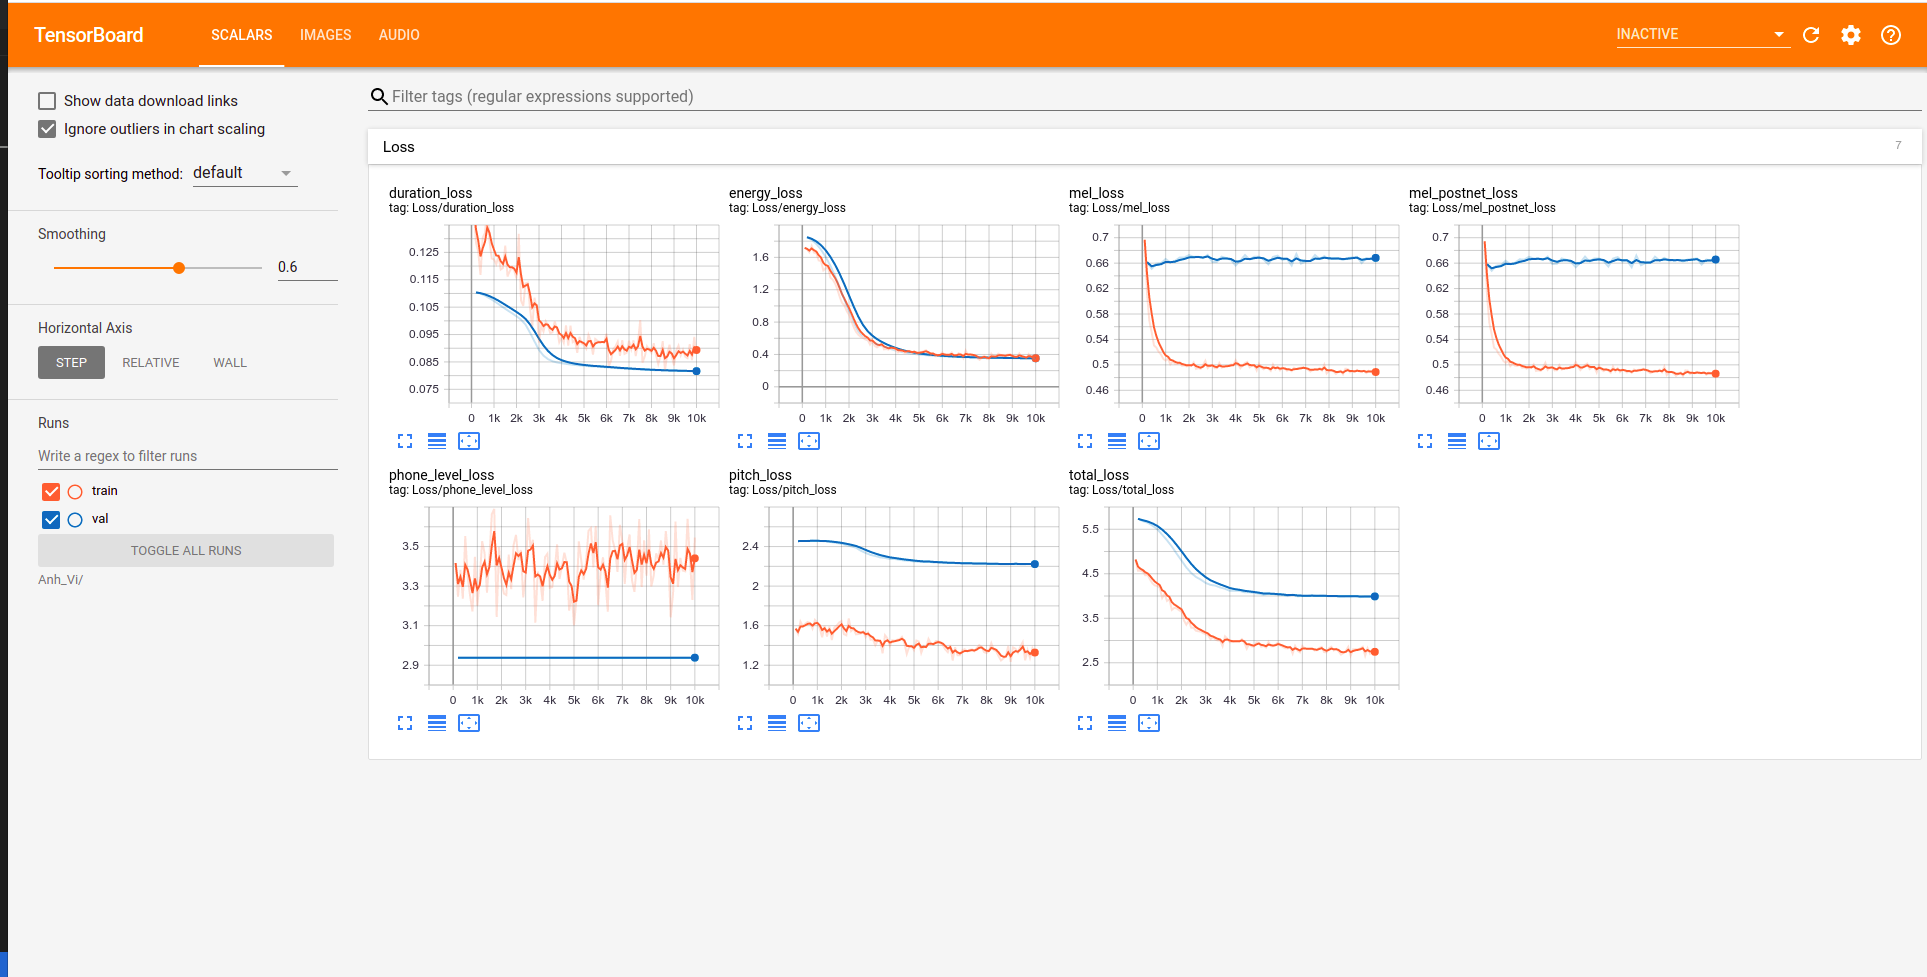 TensorBoard SCALARS IMAGES AUDIO INACTIVE
Show data download links
Ignore outliers in chart scaling
Tooltip sorting method: default
Smoothing
0.6
Horizontal Axis
STEP RELATIVE WALL
Runs
Write a regex to filter runs
train
val
TOGGLE ALL RUNS
Anh_Vi/
Filter tags (regular expressions supported)
Loss 7
duration_loss
tag: Loss/duration_loss
0.125
0.115
0.105
0.095
0.085
0.075
0 1k 2k 3k 4k 5k 6k 7k 8k 9k 10k
energy_loss
tag: Loss/energy_loss
1.6
1.2
0.8
0.4
0
0 1k 2k 3k 4k 5k 6k 7k 8k 9k 10k
mel_loss
tag: Loss/mel_loss
0.7
0.66
0.62
0.58
0.54
0.5
0.46
0 1k 2k 3k 4k 5k 6k 7k 8k 9k 10k
mel_postnet_loss
tag: Loss/mel_postnet_loss
0.7
0.66
0.62
0.58
0.54
0.5
0.46
0 1k 2k 3k 4k 5k 6k 7k 8k 9k 10k
phone_level_loss
tag: Loss/phone_level_loss
3.5
3.3
3.1
2.9
0 1k 2k 3k 4k 5k 6k 7k 8k 9k 10k
pitch_loss
tag: Loss/pitch_loss
2.4
2
1.6
1.2
0 1k 2k 3k 4k 5k 6k 7k 8k 9k 10k
total_loss
tag: Loss/total_loss
5.5
4.5
3.5
2.5
0 1k 2k 3k 4k 5k 6k 7k 8k 9k 10k